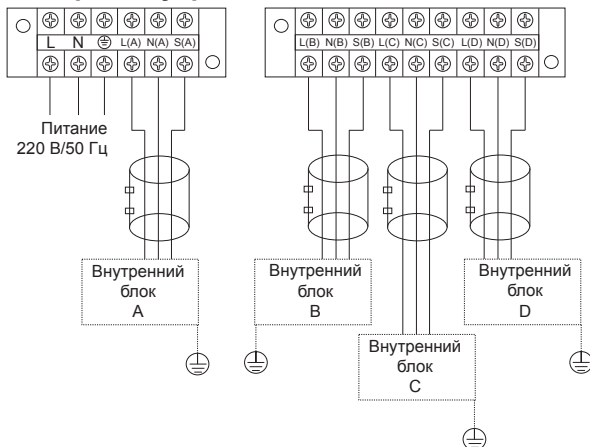 L N L(A) N(A) S(A)
L(B) N(B) S(B) L(C) N(C) S(C) L(D) N(D) S(D)
Питание
220 В/50 Гц
Внутренний
блок
A
Внутренний
блок
B
Внутренний
блок
C
Внутренний
блок
D